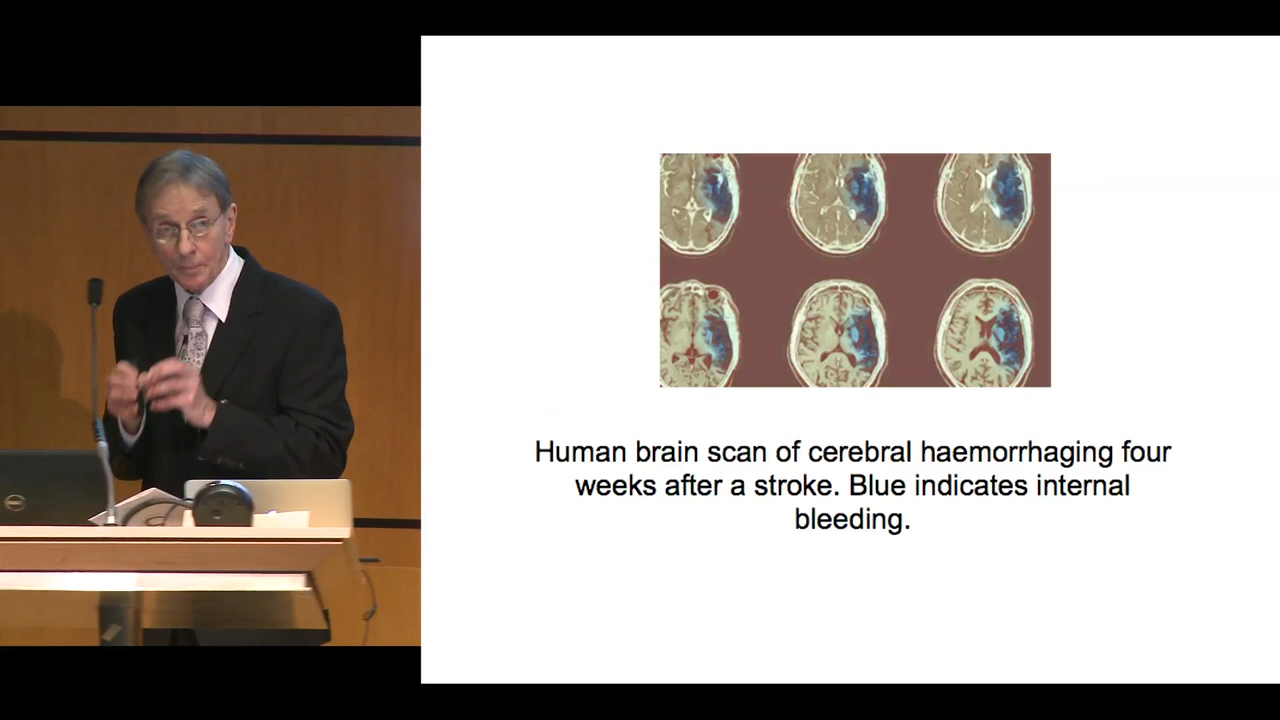 Human brain scan of cerebral haemorrhaging four
weeks after a stroke. Blue indicates internal
bleeding.